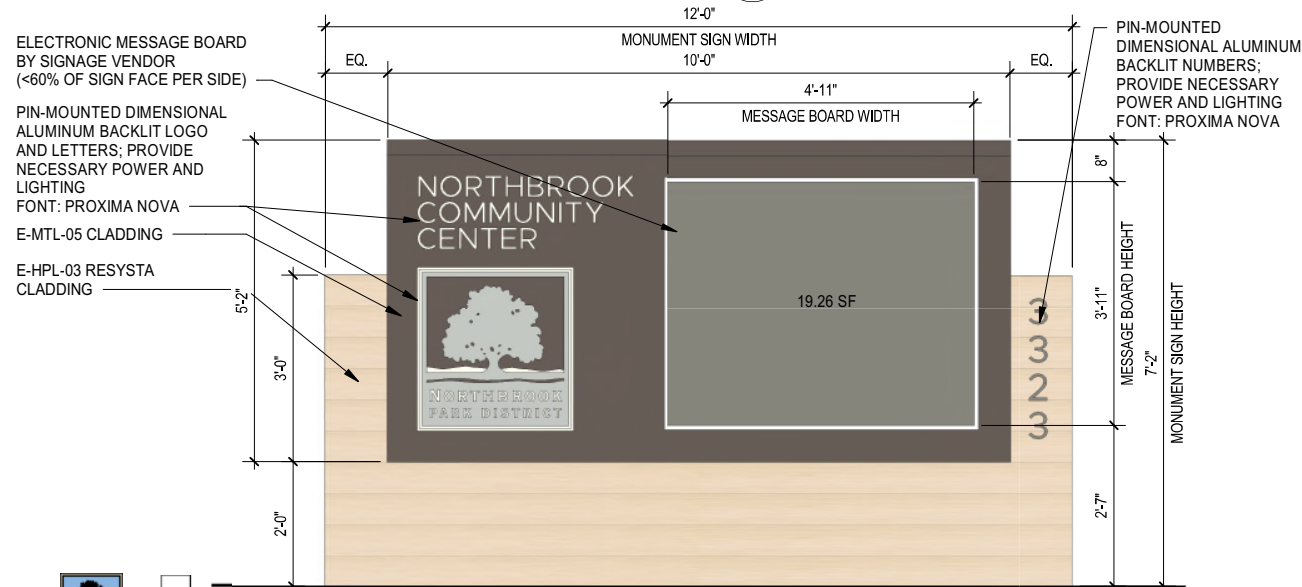 12'-0"
MONUMENT SIGN WIDTH
EQ.
10'-0"
EQ.
4'-11"
MESSAGE BOARD WIDTH
ELECTRONIC MESSAGE BOARD
BY SIGNAGE VENDOR
(<60% OF SIGN FACE PER SIDE)
PIN-MOUNTED DIMENSIONAL
ALUMINUM BACKLIT LOGO
AND LETTERS; PROVIDE
NECESSARY POWER AND
LIGHTING
FONT: PROXIMA NOVA
E-MTL-05 CLADDING
E-HPL-03 RESYSTA
CLADDING
5'-2"
3'-0"
2'-0"
NORTHBROOK
COMMUNITY
CENTER
NORTHBROOK
PARK DISTRICT
19.26 SF
3
3
2
3
PIN-MOUNTED
DIMENSIONAL ALUMINUM
BACKLIT NUMBERS;
PROVIDE NECESSARY
POWER AND LIGHTING
FONT: PROXIMA NOVA
8"
3'-11"
MESSAGE BOARD HEIGHT
2'-7"
7'-2"
MONUMENT SIGN HEIGHT